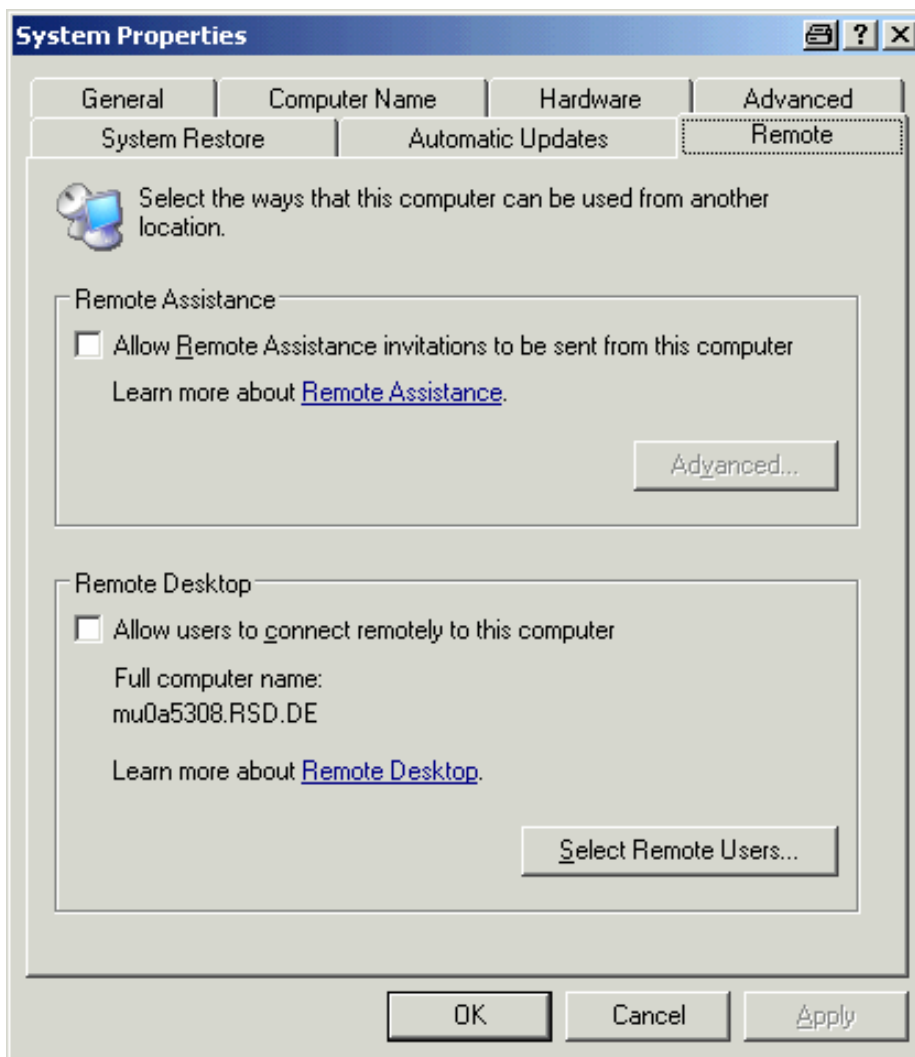 System Properties
General
Computer Name
Hardware
Advanced
System Restore
Automatic Updates
Remote
Select the ways that this computer can be used from another
location.
Remote Assistance
Allow Remote Assistance invitations to be sent from this computer
Learn more about Remote Assistance.
Advanced...
Remote Desktop
Allow users to connect remotely to this computer
Full computer name:
mu0a5308.RSD.DE
Learn more about Remote Desktop.
Select Remote Users...
OK
Cancel
Apply